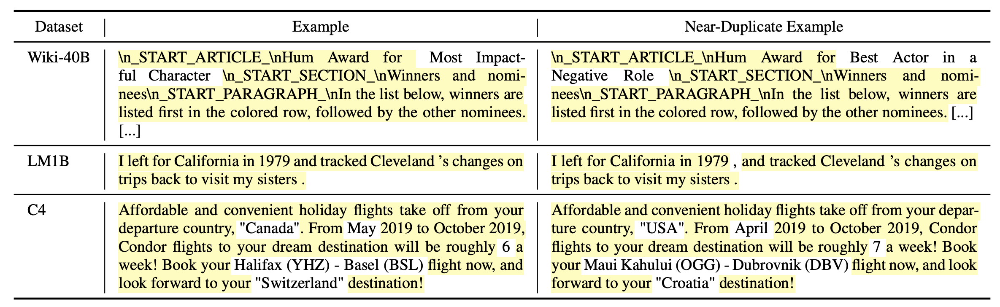 Dataset
Example
Near-Duplicate Example
Wiki-40B
\n_START_ARTICLE_\nHum Award for Most Impact-
ful Character \n_START_SECTION_\nWinners and nomi-
nees\n_START_PARAGRAPH_\nIn the list below, winners are
listed first in the colored row, followed by the other nominees.
[...]
\n_START_ARTICLE_\nHum Award for Best Actor in a
Negative Role \n_START_SECTION_\nWinners and nomi-
nees\n_START_PARAGRAPH_\nIn the list below, winners are
listed first in the colored row, followed by the other nominees. [...]
LM1B
I left for California in 1979 and tracked Cleveland ’s changes on
trips back to visit my sisters .
I left for California in 1979 , and tracked Cleveland ’s changes on
trips back to visit my sisters .
C4
Affordable and convenient holiday flights take off from your
departure country, "Canada". From May 2019 to October 2019,
Condor flights to your dream destination will be roughly 6 a
week! Book your Halifax (YHZ) - Basel (BSL) flight now, and
look forward to your "Switzerland" destination!
Affordable and convenient holiday flights take off from your depar-
ture country, "USA". From April 2019 to October 2019, Condor
flights to your dream destination will be roughly 7 a week! Book
your Maui Kahului (OGG) - Dubrovnik (DBV) flight now, and look
forward to your "Croatia" destination!